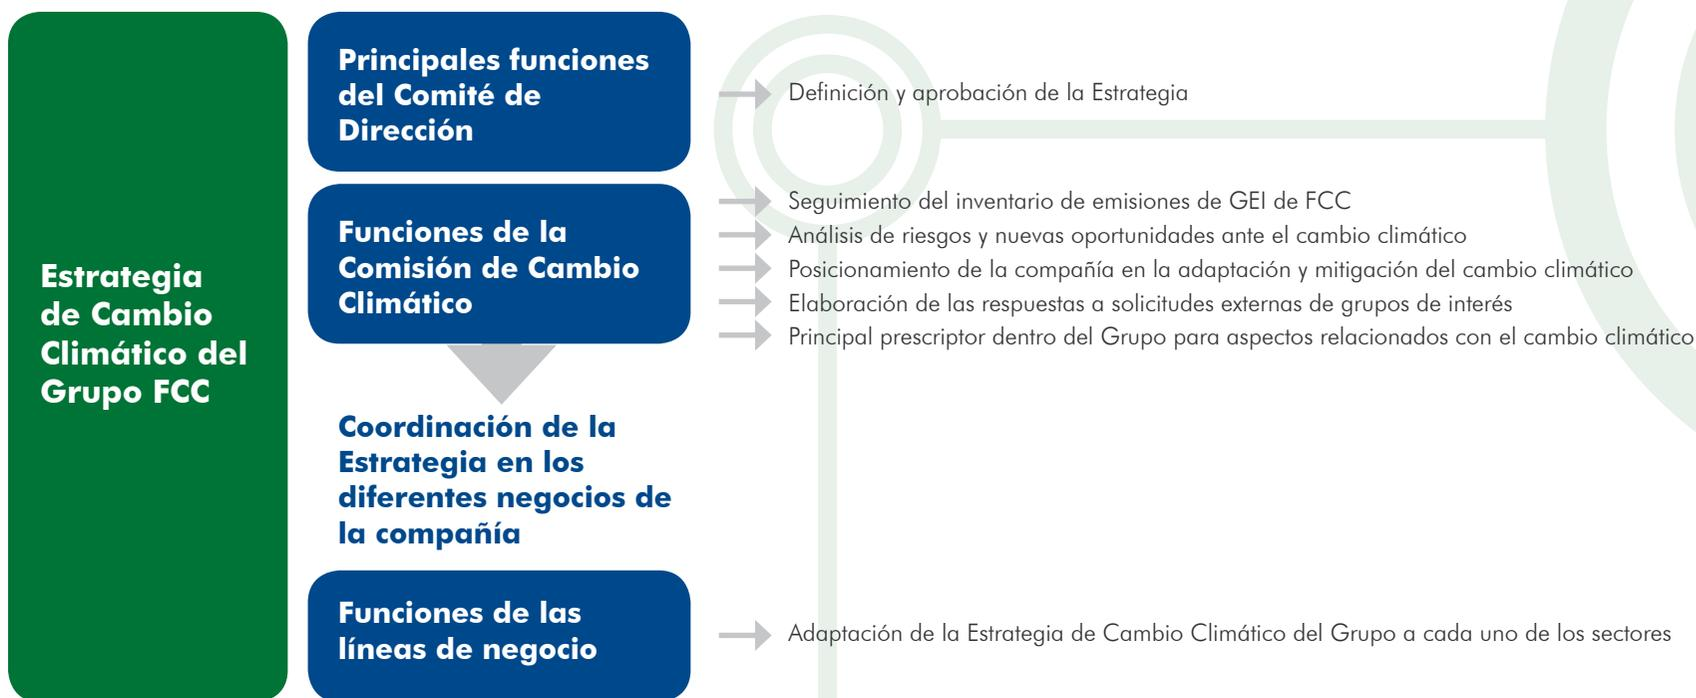 Estrategia
de Cambio
Climático del
Grupo FCC
Principales funciones
del Comité de
Dirección
Definición y aprobación de la Estrategia
Funciones de la
Comisión de Cambio
Climático
Seguimiento del inventario de emisiones de GEI de FCC
Análisis de riesgos y nuevas oportunidades ante el cambio climático
Posicionamiento de la compañía en la adaptación y mitigación del cambio climático
Elaboración de las respuestas a solicitudes externas de grupos de interés
Principal prescriptor dentro del Grupo para aspectos relacionados con el cambio climático
Coordinación de la
Estrategia en los
diferentes negocios de
la compañía
Funciones de las
líneas de negocio
Adaptación de la Estrategia de Cambio Climático del Grupo a cada uno de los sectores